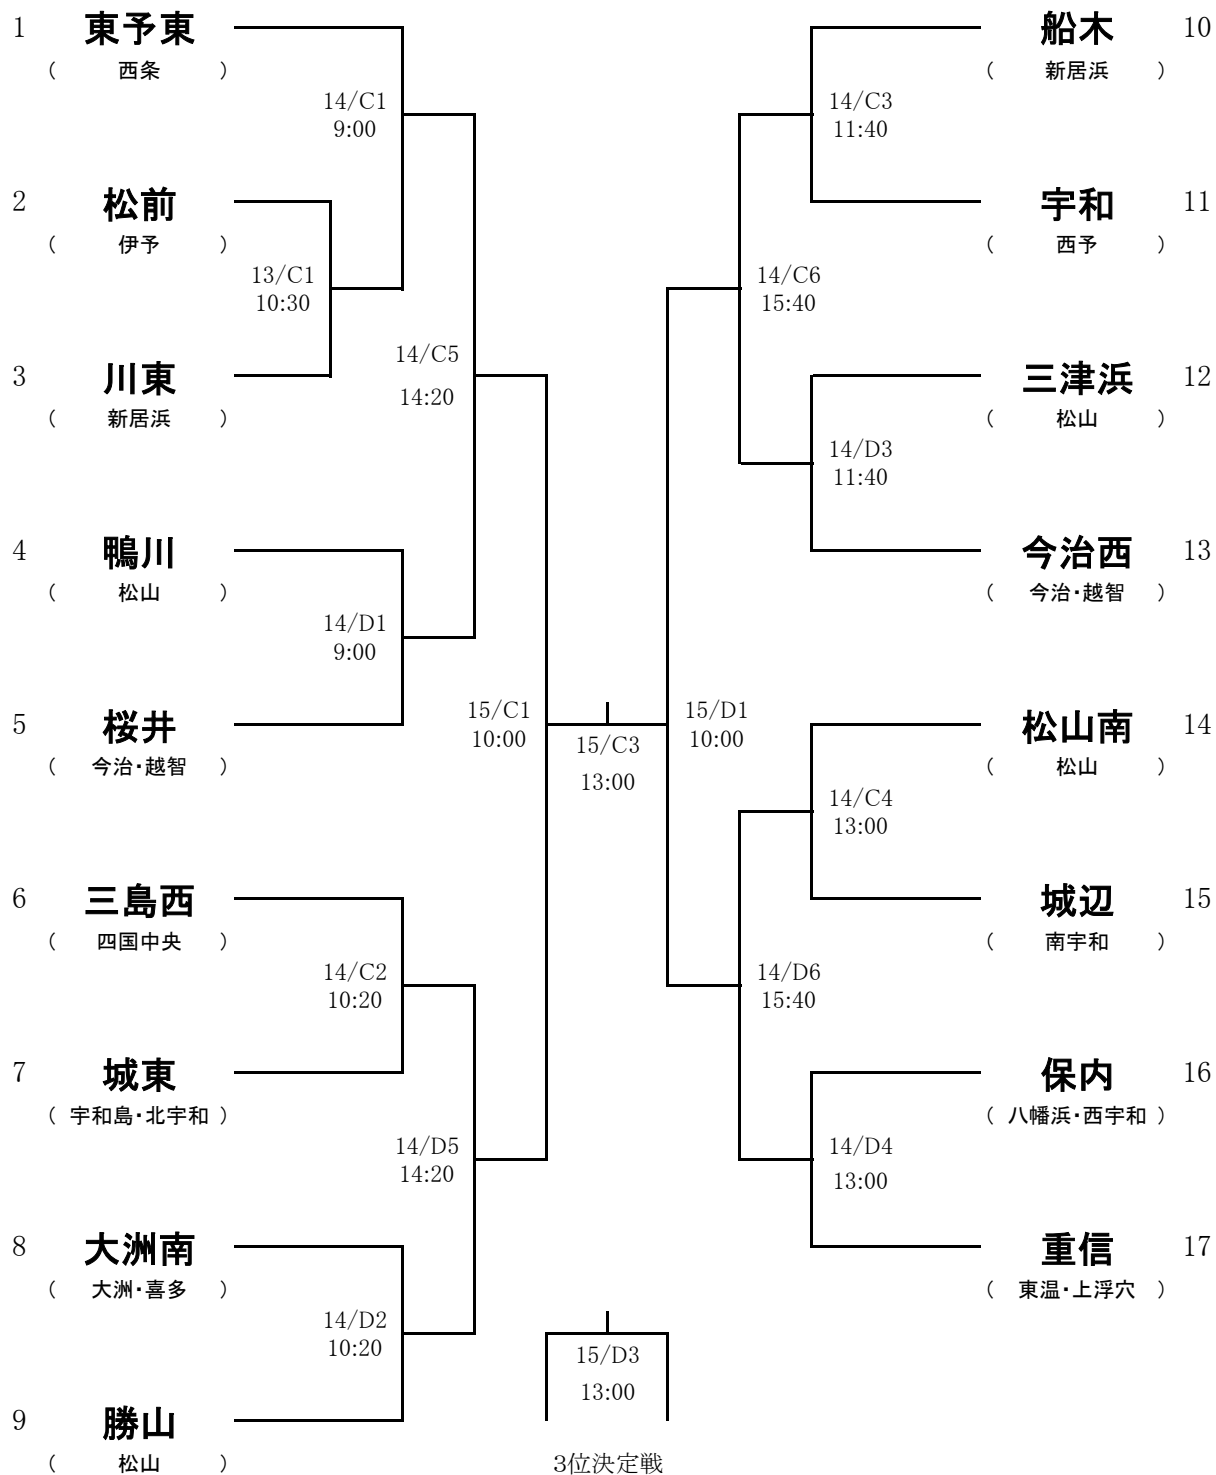 1 東予東
( 西条 )
14/C1
9:00
2 松前
( 伊予 )
13/C1
10:30
3 川東
( 新居浜 )
14/C5
14:20
4 鴨川
( 松山 )
14/D1
9:00
5 桜井
( 今治・越智 )
15/C1
10:00
6 三島西
( 四国中央 )
14/C2
10:20
7 城東
( 宇和島・北宇和 )
14/D5
14:20
8 大洲南
( 大洲・喜多 )
14/D2
10:20
9 勝山
( 松山 )
15/C3
13:00
15/D3
13:00
3位決定戦
船木 10
( 新居浜 )
14/C3
11:40
宇和 11
( 西予 )
14/C6
15:40
三津浜 12
( 松山 )
14/D3
11:40
今治西 13
( 今治・越智 )
15/D1
10:00
松山南 14
( 松山 )
14/C4
13:00
城辺 15
( 南宇和 )
14/D6
15:40
保内 16
( 八幡浜・西宇和 )
14/D4
13:00
重信 17
( 東温・上浮穴 )